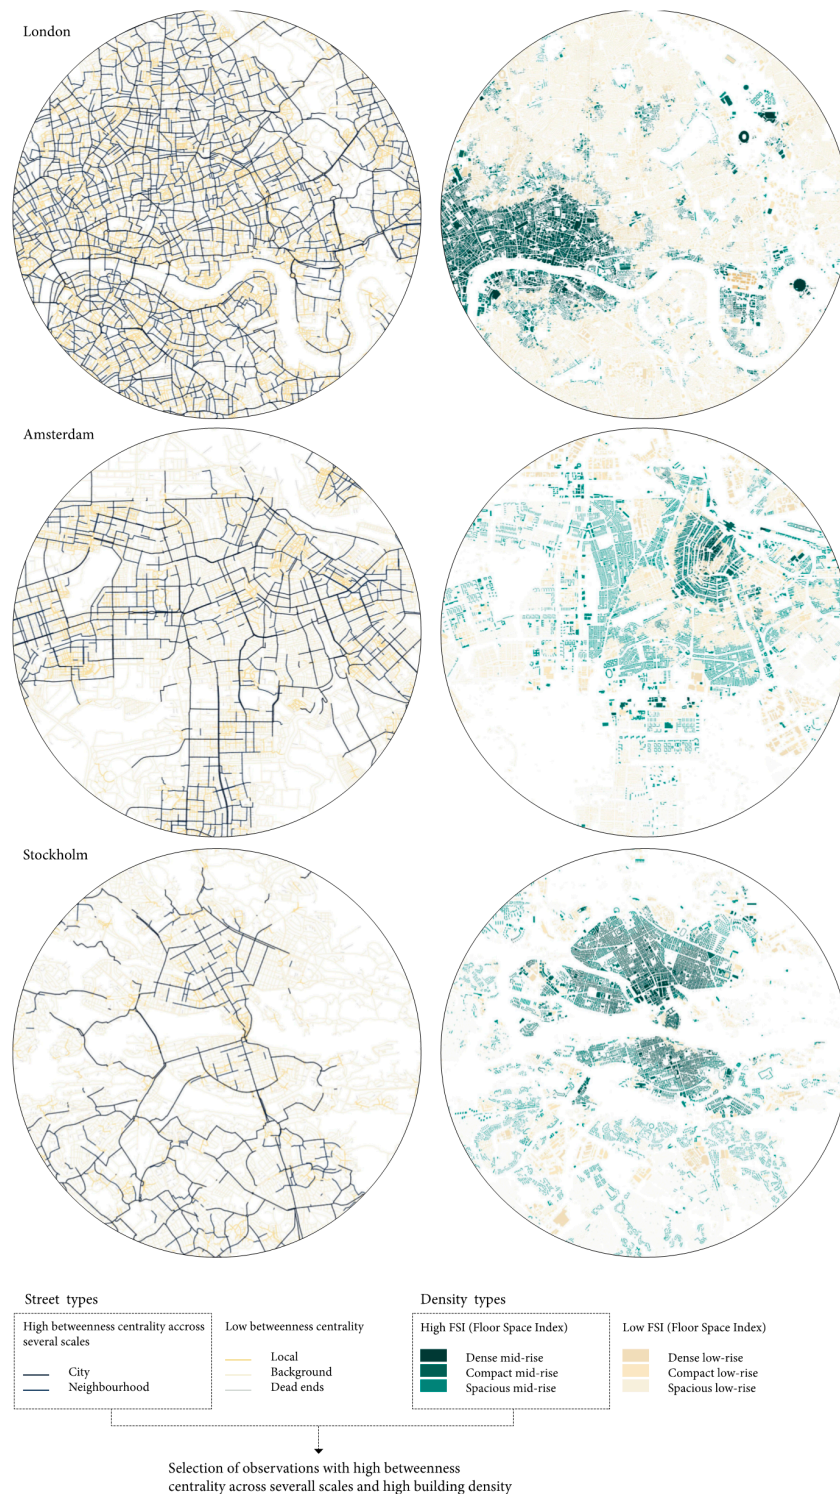 London
Amsterdam
Stockholm
Street types
High betweenness centrality accross
several scales
City
Neighbourhood
Low betweenness centrality
Local
Background
Dead ends
Density types
High FSI (Floor Space Index)
Dense mid-rise
Compact mid-rise
Spacious mid-rise
Low FSI (Floor Space Index)
Dense low-rise
Compact low-rise
Spacious low-rise
Selection of observations with high betweenness
centrality across severall scales and high building density